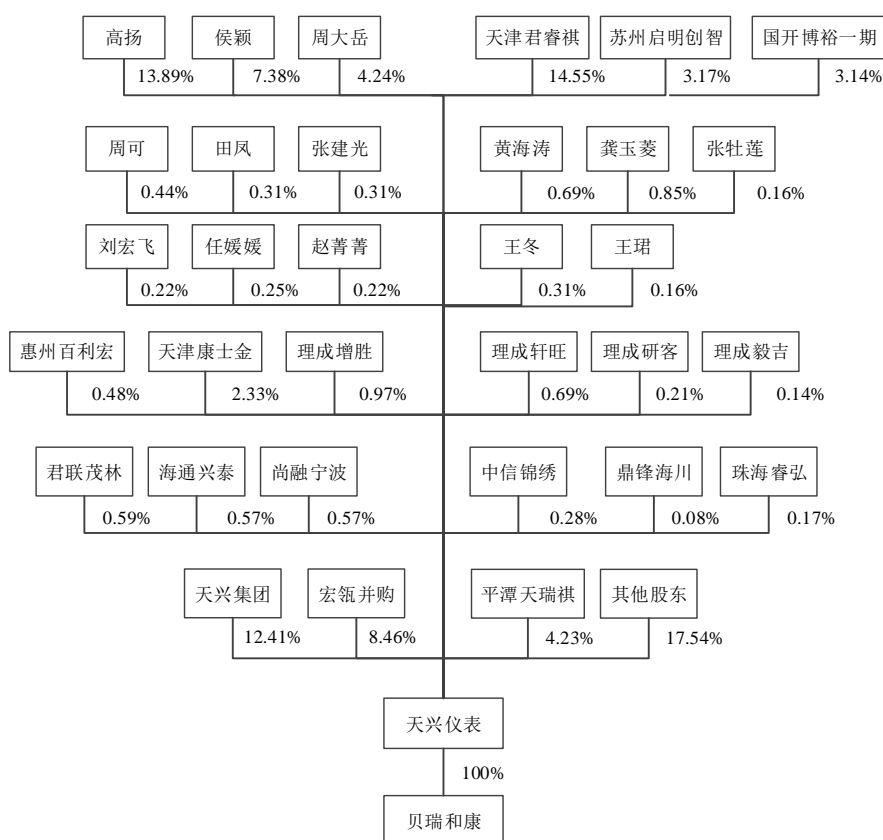 高扬 侯颖 周大岳 天津君睿祺 苏州启明创智 国开博裕一期
13.89% 7.38% 4.24% 14.55% 3.17% 3.14%
周可 田凤 张建光 黄海涛 龚玉菱 张牡莲
0.44% 0.31% 0.31% 0.69% 0.85% 0.16%
刘宏飞 任媛媛 赵菁菁 王冬 王珺
0.22% 0.25% 0.22% 0.31% 0.16%
惠州百利宏 天津康士金 理成增胜 理成轩旺 理成研客 理成毅吉
0.48% 2.33% 0.97% 0.69% 0.21% 0.14%
君联茂林 海通兴泰 尚融宁波 中信锦绣 鼎锋海川 珠海睿弘
0.59% 0.57% 0.57% 0.28% 0.08% 0.17%
天兴集团 宏瓴并购 平潭天瑞祺 其他股东
12.41% 8.46% 4.23% 17.54%
天兴仪表
100%
贝瑞和康